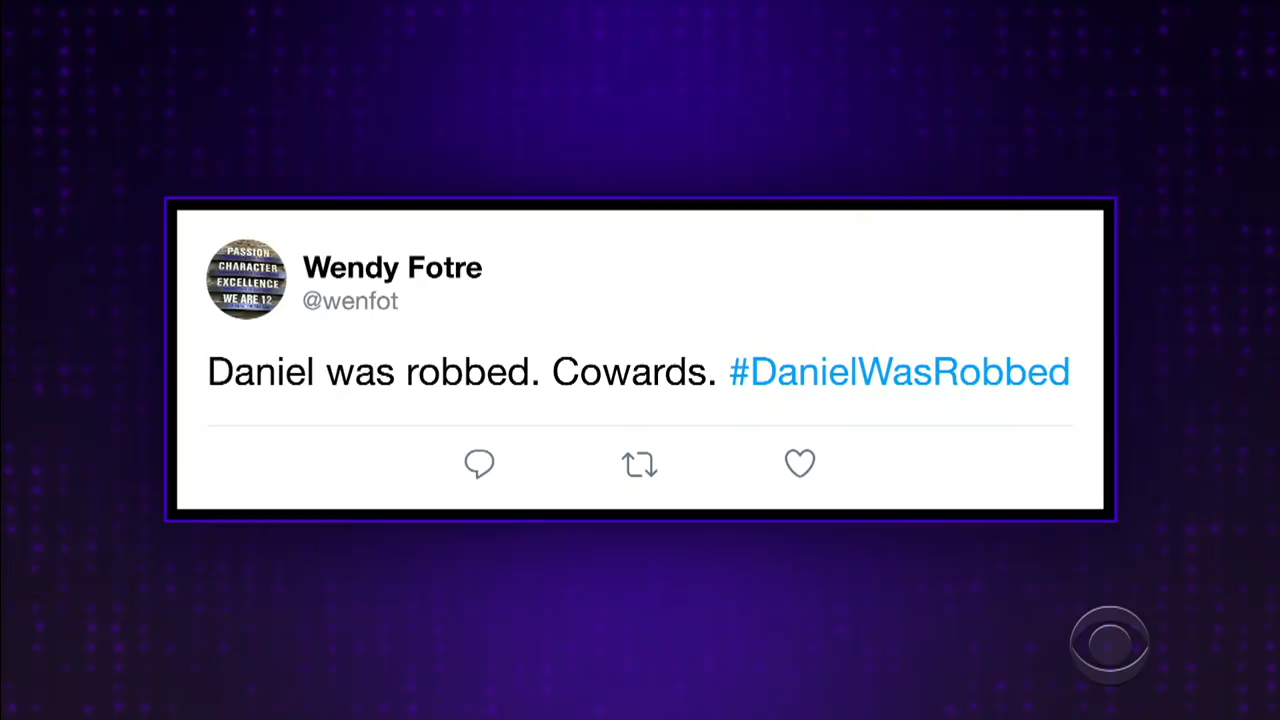 PASSION
CHARACTER
EXCELLENCE
WE ARE 12
Wendy Fotre
@wenfot
Daniel was robbed. Cowards. #DanielWasRobbed